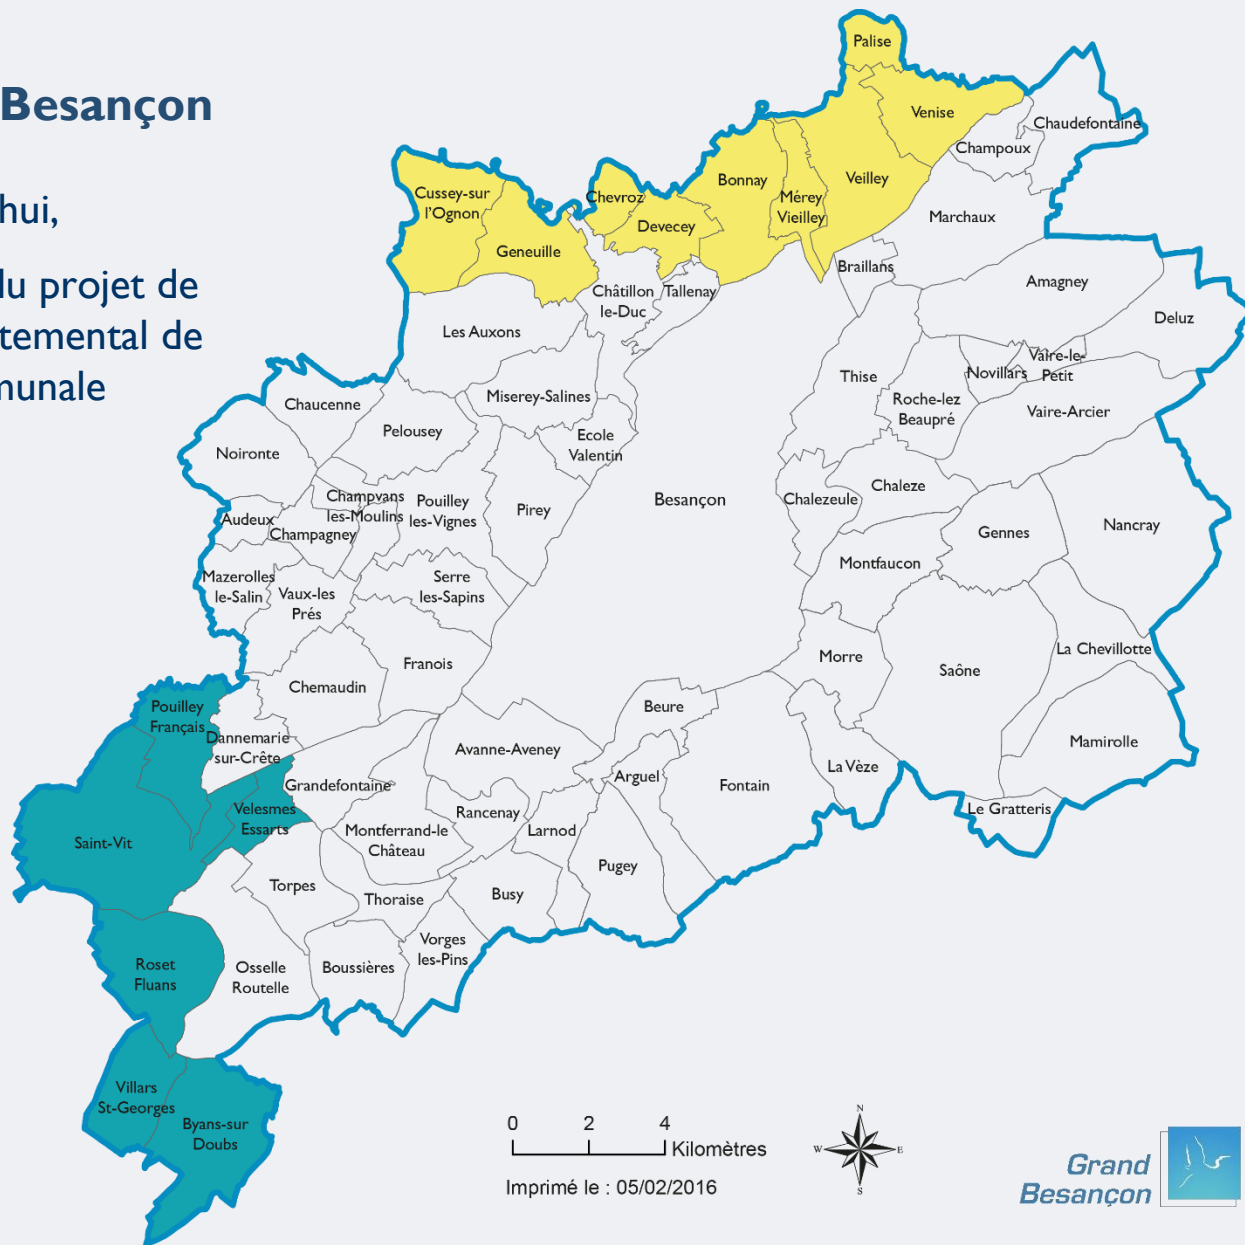 Besançon
hui,
du projet de
temental de
munale
Palise
Venise
Chaudefontaine
Champoux
Cussey-sur
l'Ognon
Chevroz
Bonnay
Mérey
Vieilley
Veilley
Marchaux
Geneuille
Devecey
Braillans
Amagney
Châtillon
le-Duc
Tallenay
Deluz
Les Auxons
Vaire-le-
Petit
Novillars
Thise
Roche-lez
Beaupré
Vaire-Arcier
Miserey-Salines
Chaucenne
Pelousey
Ecole
Valentin
Noironte
Champvans
les-Moulins
Pouilley
les-Vignes
Pirey
Besançon
Chalezeule
Chaleze
Audeux
Champagney
Gennes
Nancray
Montfaucon
Mazerolles
le-Salin
Vaux-les
Prés
Serre
les-Sapins
Franois
Morre
Saône
La Chevillotte
Chemaudin
Pouilley
Français
Dannemarie
sur-Crête
Beure
Mamirolle
Avanne-Aveney
Arguel
Fontain
La Vèze
Grandefontaine
Velesmes
Essarts
Rancenay
Le Gratteris
Saint-Vit
Montferrand-le
Château
Larnod
Pugey
Torpes
Thoraise
Busy
Vorges
les-Pins
Roset
Fluans
Osselle
Routelle
Boussières
Villars
St-Georges
Byans-sur
Doubs
0 2 4
Kilomètres
Imprimé le : 05/02/2016
N
W E
S
Grand
Besançon